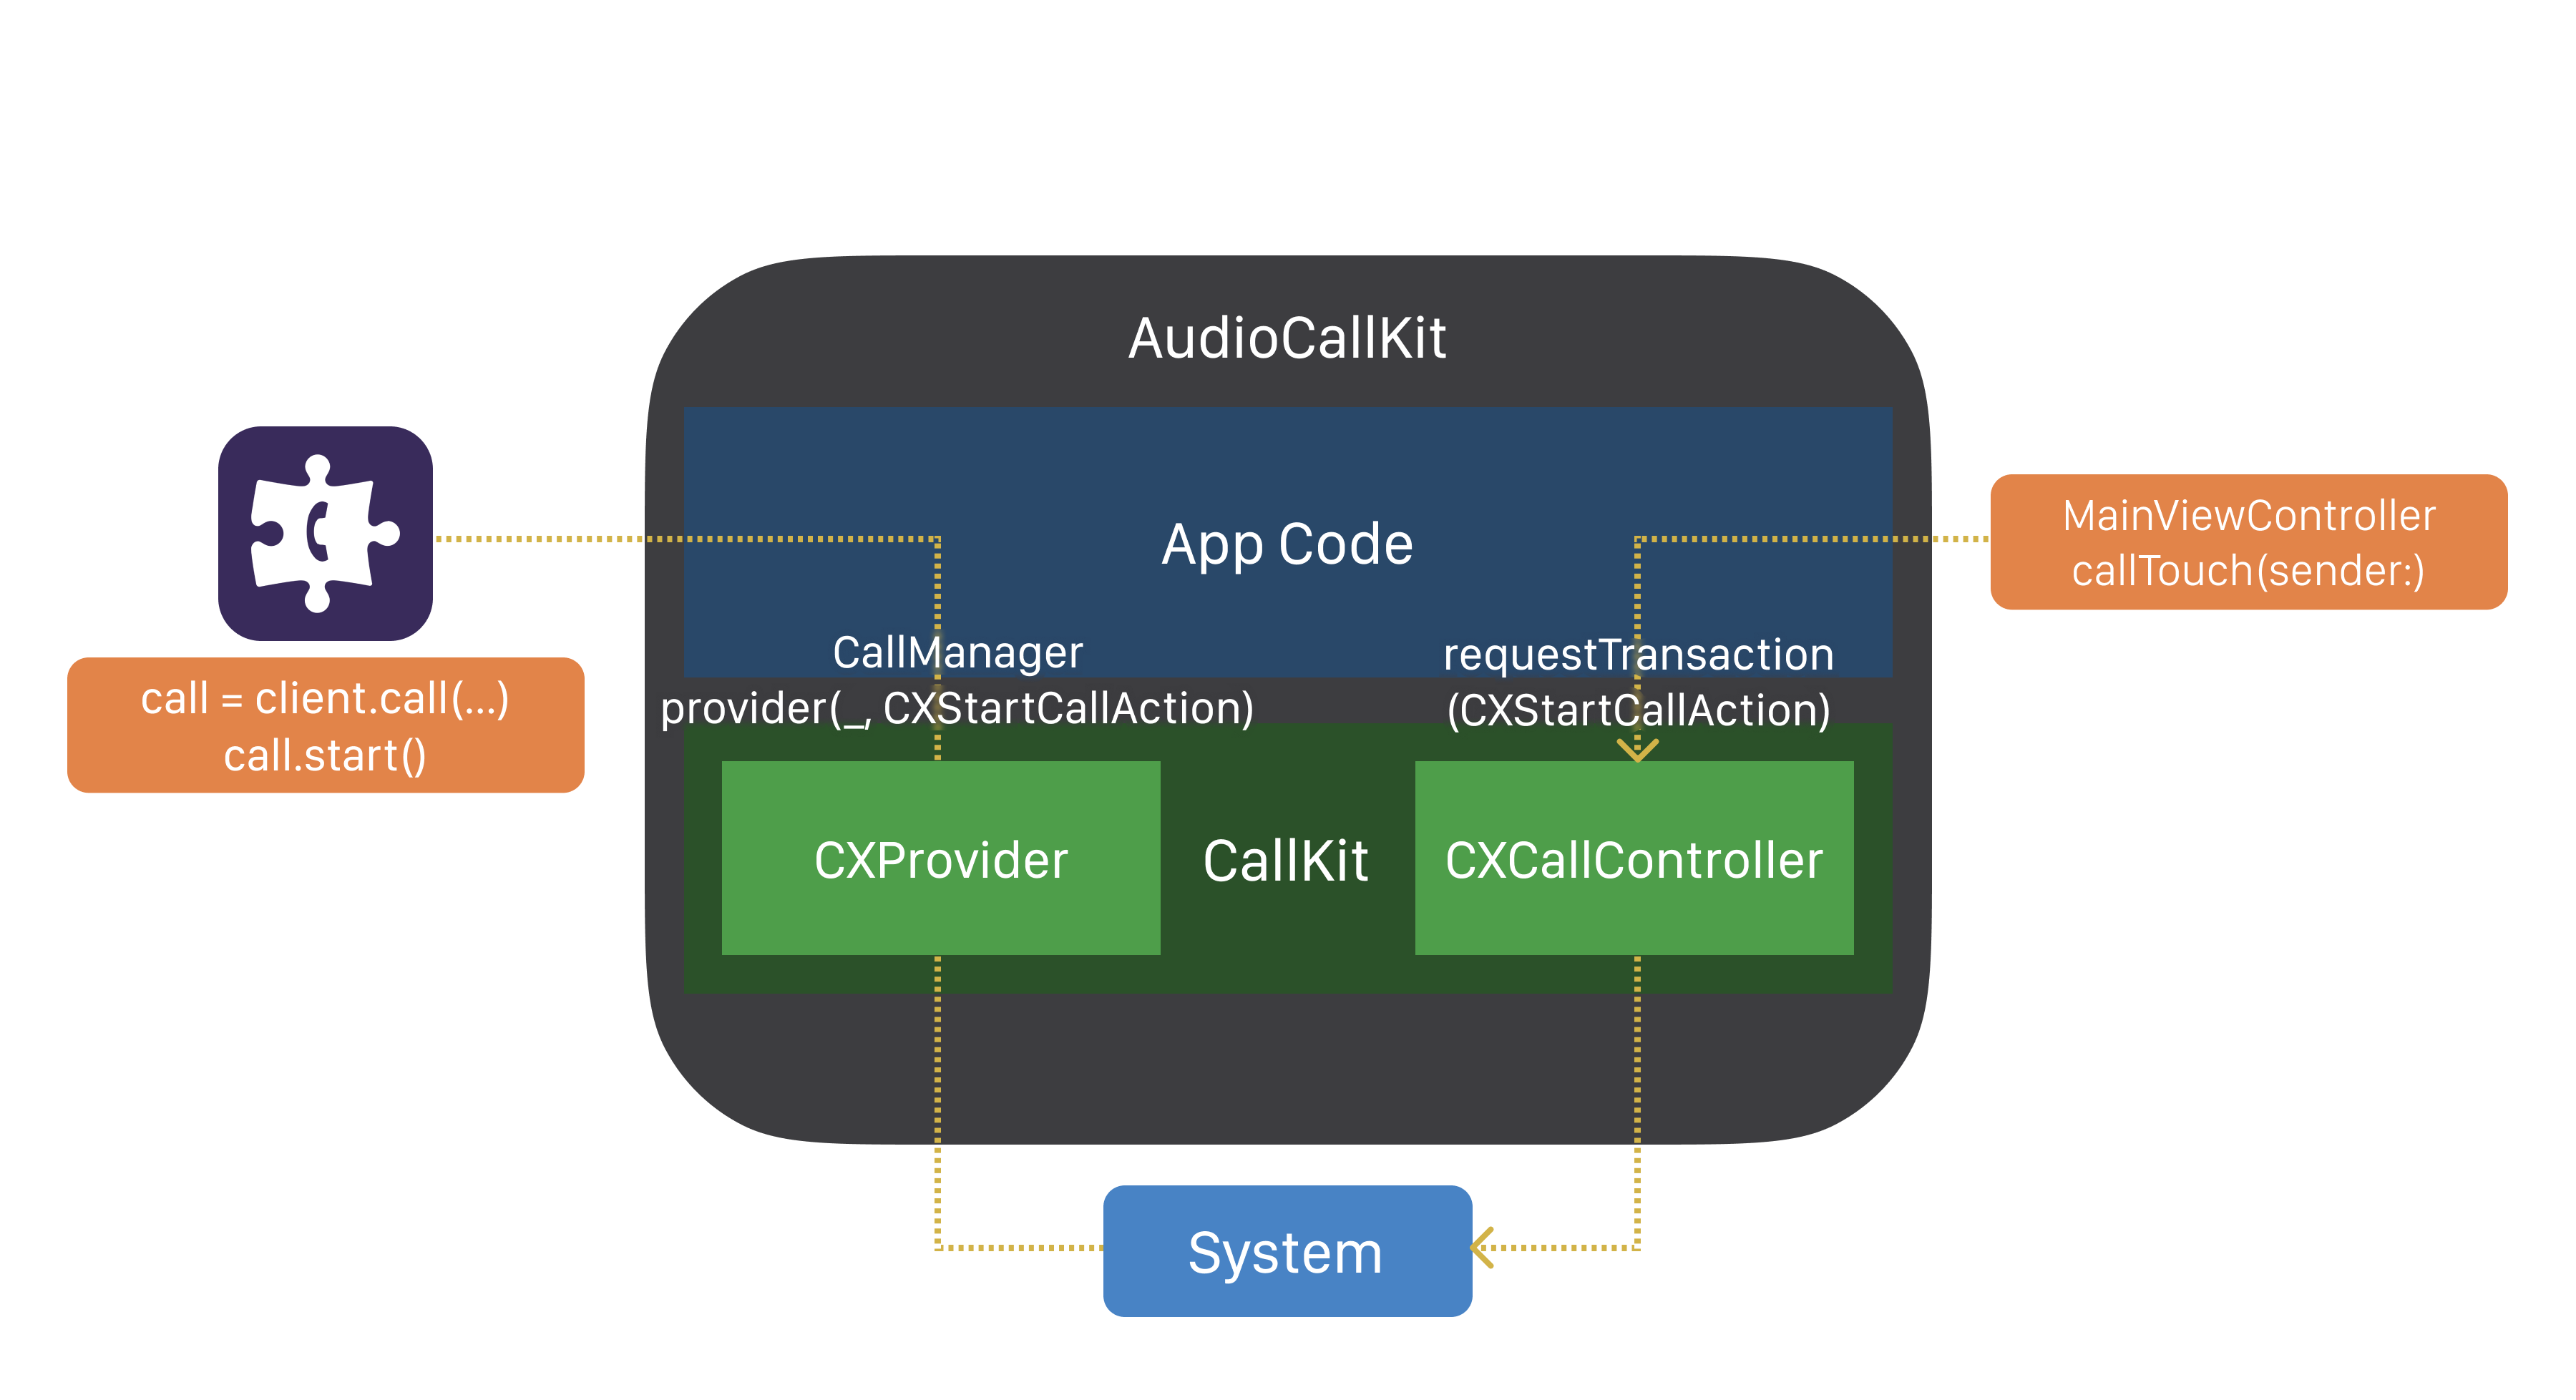 AudioCallKit
App Code
MainViewController
callTouch(sender:)
call = client.call(...)
call.start()
CallManager
provider(_, CXStartCallAction)
requestTransaction
(CXStartCallAction)
CXProvider
CallKit
CXCallController
System